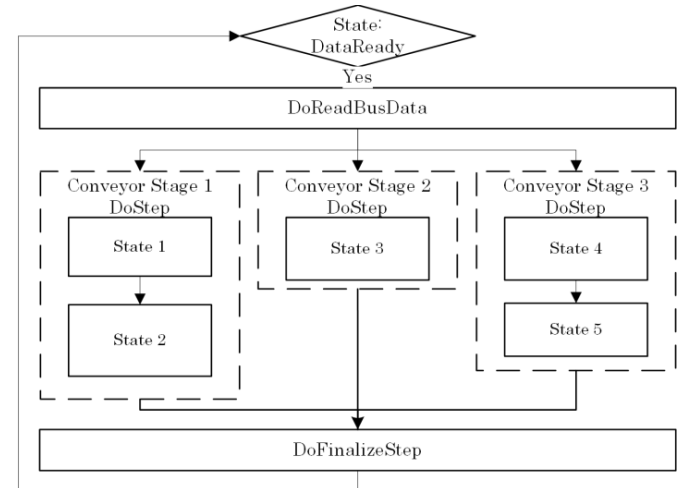 State:
DataReady
Yes
DoReadBusData
Conveyor Stage 1
DoStep
State 1
State 2
Conveyor Stage 2
DoStep
State 3
Conveyor Stage 3
DoStep
State 4
State 5
DoFinalizeStep